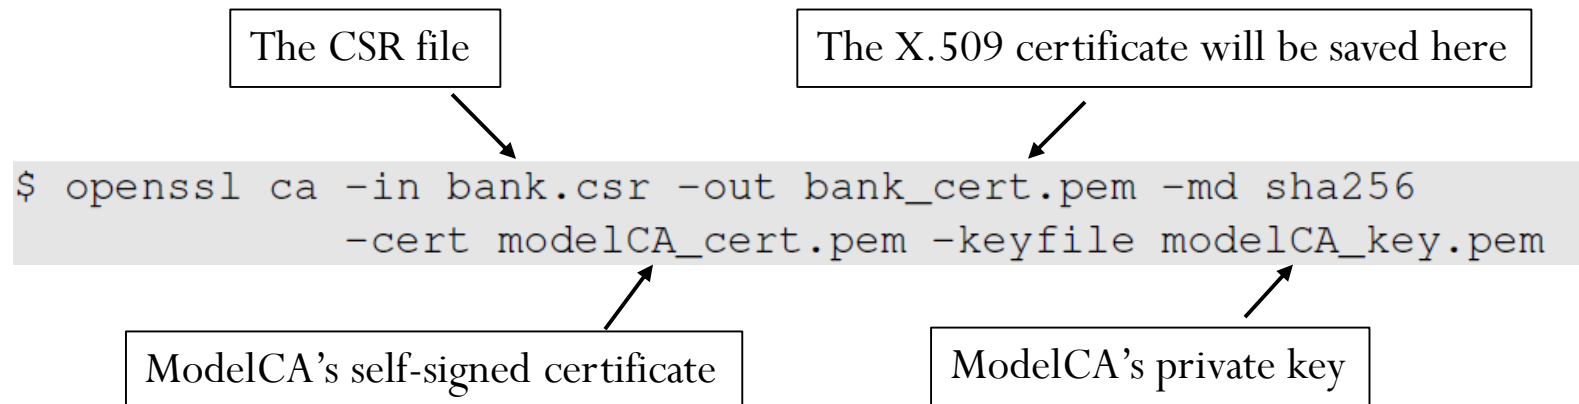 The CSR file
The X.509 certificate will be saved here
$ openssl ca -in bank.csr -out bank_cert.pem -md sha256
-cert modelCA_cert.pem -keyfile modelCA_key.pem
ModelCA's self-signed certificate
ModelCA's private key